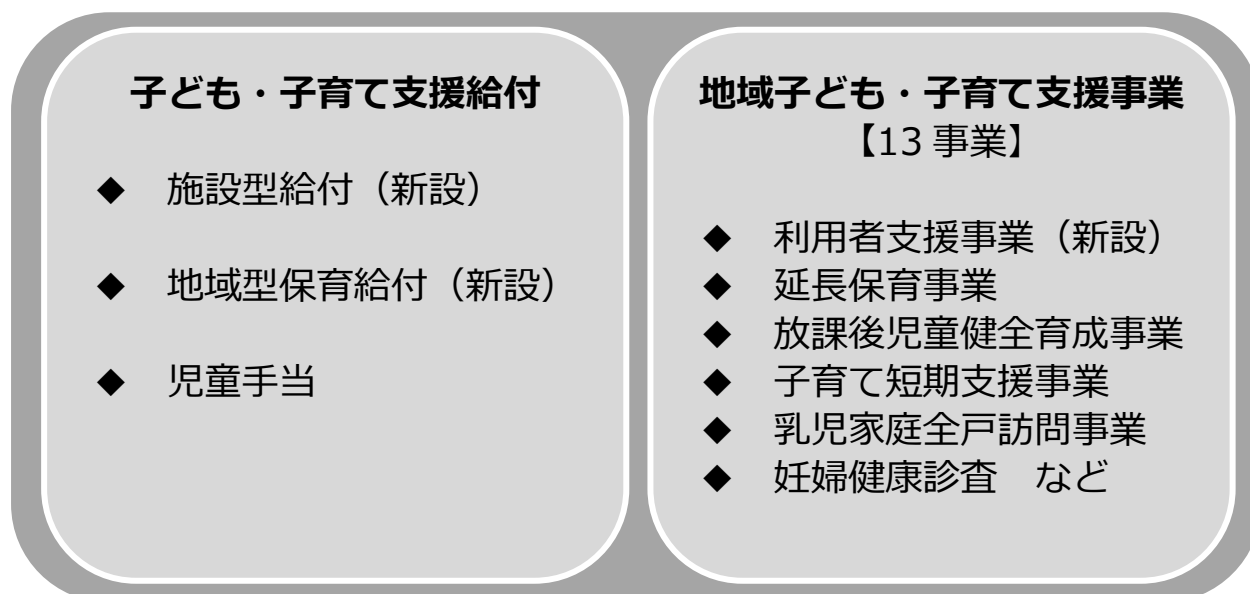 子ども・子育て支援給付
◆ 施設型給付（新設）
◆ 地域型保育給付（新設）
◆ 児童手当
地域子ども・子育て支援事業
【13 事業】
◆ 利用者支援事業（新設）
◆ 延長保育事業
◆ 放課後児童健全育成事業
◆ 子育て短期支援事業
◆ 乳児家庭全戸訪問事業
◆ 妊婦健康診査　など